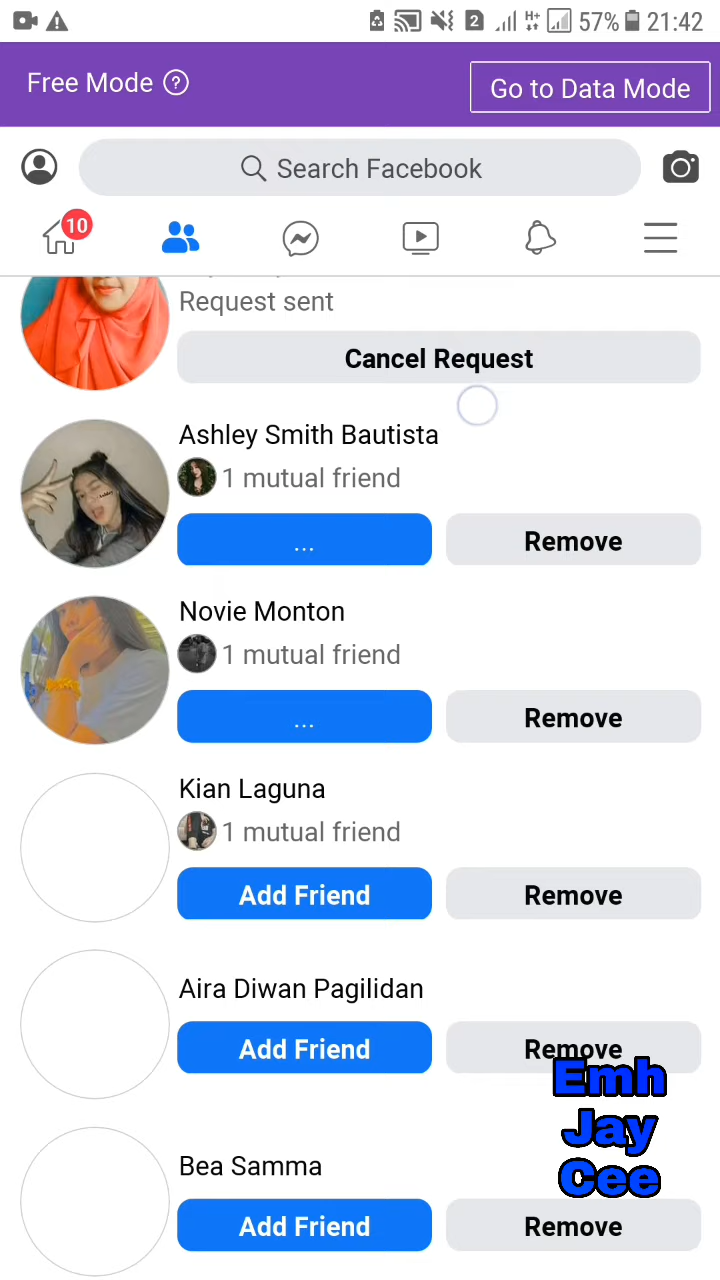 2 H+ 57% 21:42
Free Mode ? Go to Data Mode
Search Facebook
10
Request sent
Cancel Request
Ashley Smith Bautista
1 mutual friend
... Remove
Novie Monton
1 mutual friend
... Remove
Kian Laguna
1 mutual friend
Add Friend Remove
Aira Diwan Pagilidan
Add Friend Remove
Emh
Jay
Cee
Bea Samma
Add Friend Remove